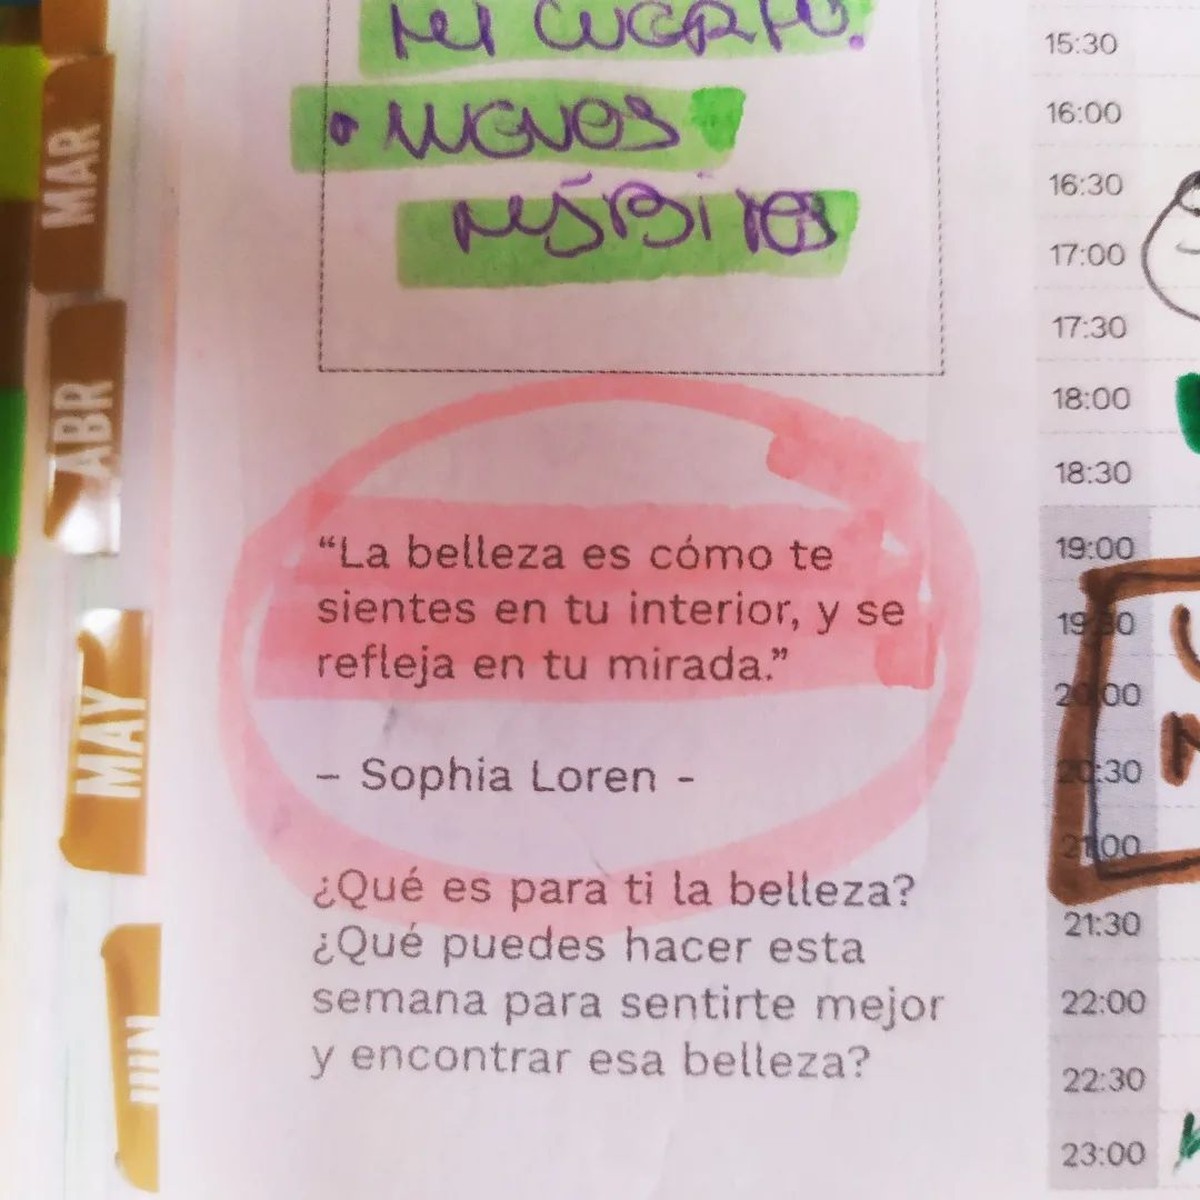 mi cuerpo.
• menos
hábitos
"La belleza es cómo te
sientes en tu interior, y se
refleja en tu mirada."
– Sophia Loren -
¿Qué es para ti la belleza?
¿Qué puedes hacer esta
semana para sentirte mejor
y encontrar esa belleza?
MAR
ABR
MAY
JUN
15:30
16:00
16:30
17:00
17:30
18:00
18:30
19:00
19:30
20:00
20:30
21:00
21:30
22:00
22:30
23:00